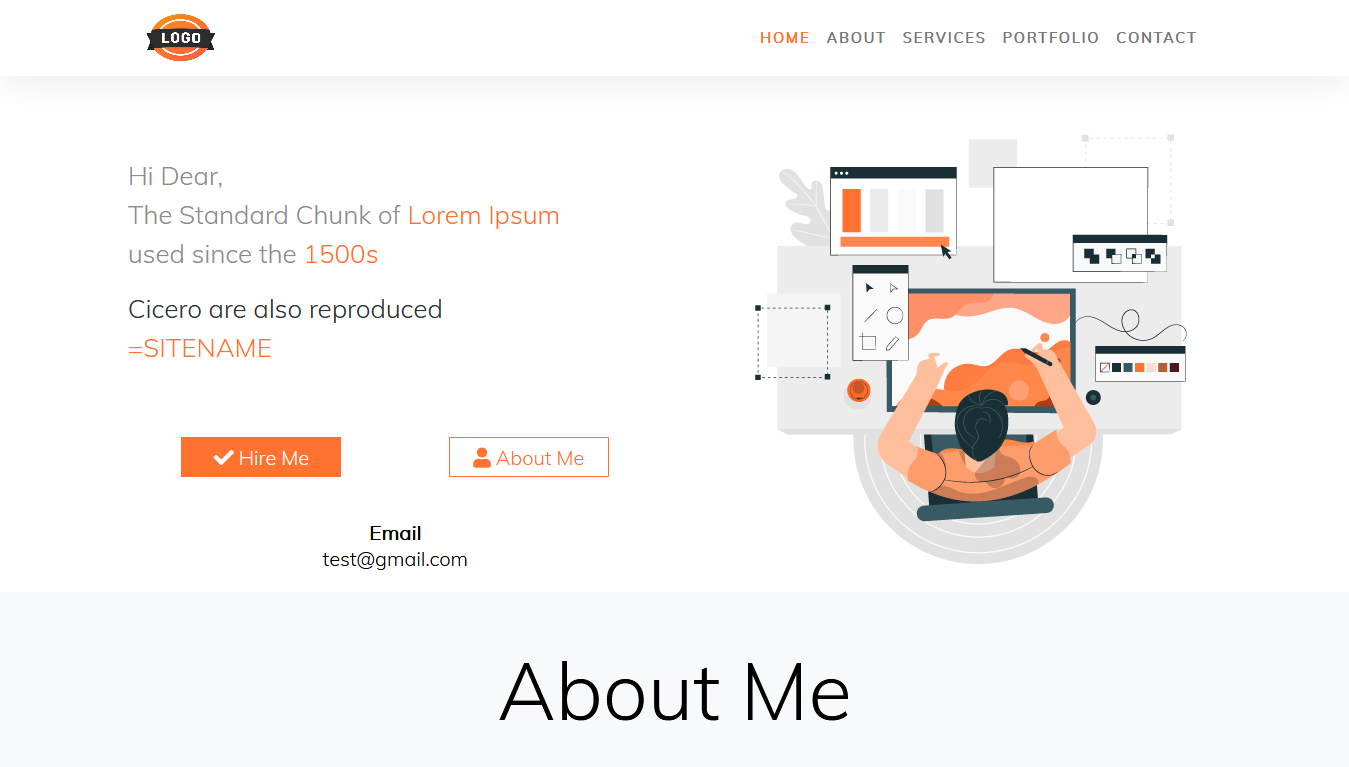 LOGO
HOME ABOUT SERVICES PORTFOLIO CONTACT
Hi Dear,
The Standard Chunk of Lorem Ipsum
used since the 1500s
Cicero are also reproduced
=SITENAME
Hire Me
About Me
Email
test@gmail.com
About Me